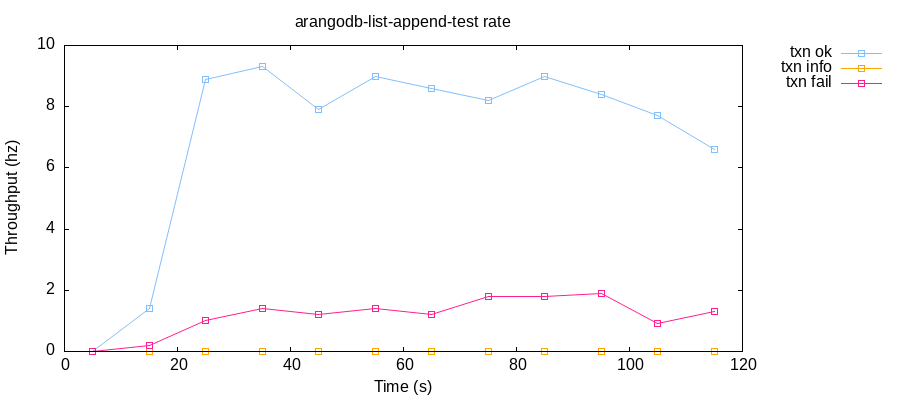 arangodb-list-append-test rate
txn ok
txn info
txn fail
Throughput (hz)
10
8
6
4
2
0
0 20 40 60 80 100 120
Time (s)